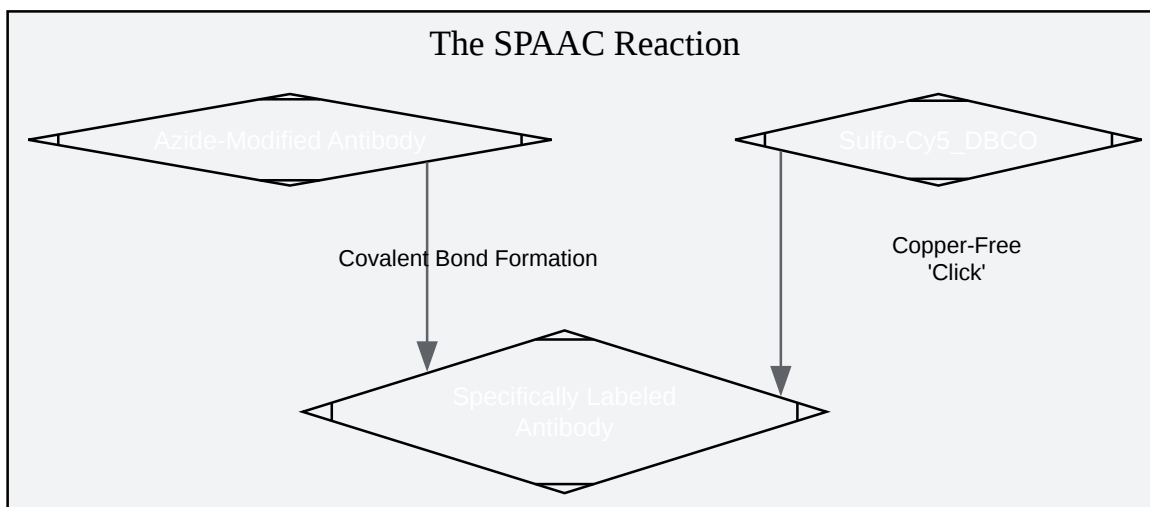 The SPAAC Reaction
Azide-Modified Antibody
Sulfo-Cy5_DBCO
Covalent Bond Formation
Copper-Free
'Click'
Specifically Labeled
Antibody